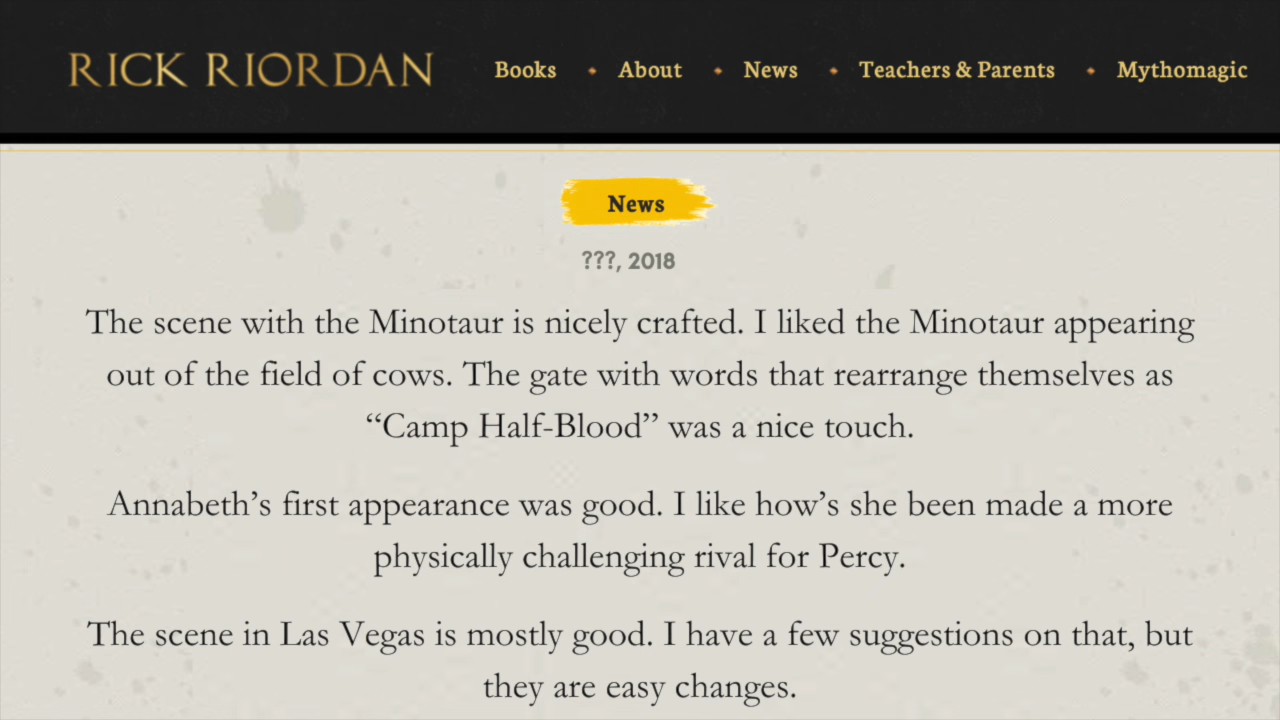 RICK RIORDAN
Books
About
News
Teachers & Parents
Mythomagic
News
???, 2018
The scene with the Minotaur is nicely crafted. I liked the Minotaur appearing
out of the field of cows. The gate with words that rearrange themselves as
“Camp Half-Blood” was a nice touch.
Annabeth’s first appearance was good. I like how’s she been made a more
physically challenging rival for Percy.
The scene in Las Vegas is mostly good. I have a few suggestions on that, but
they are easy changes.